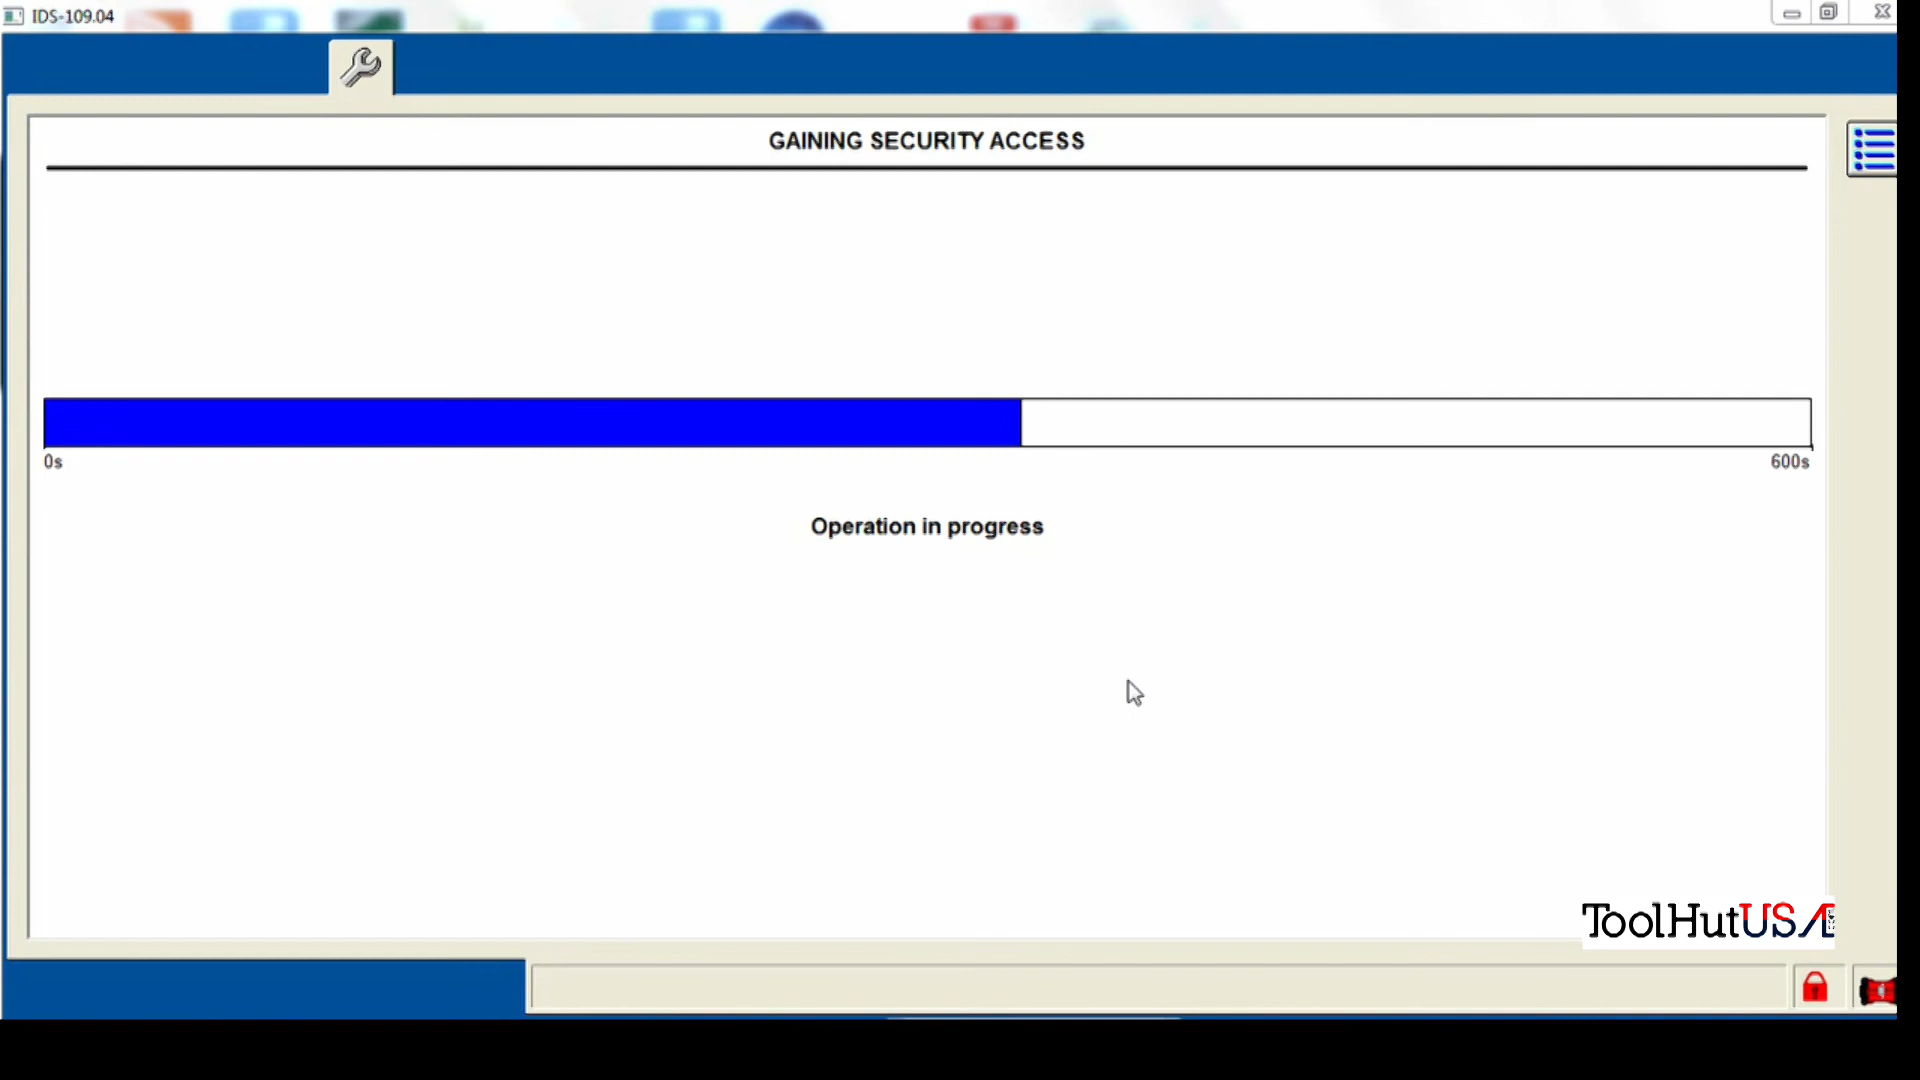 IDS-109.04
GAINING SECURITY ACCESS
0s
600s
Operation in progress
ToolHutUSA